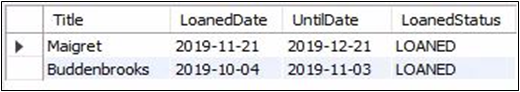 Title LoanedDate UntilDate LoanedStatus
Maigret 2019-11-21 2019-12-21 LOANED
Buddenbrooks 2019-10-04 2019-11-03 LOANED